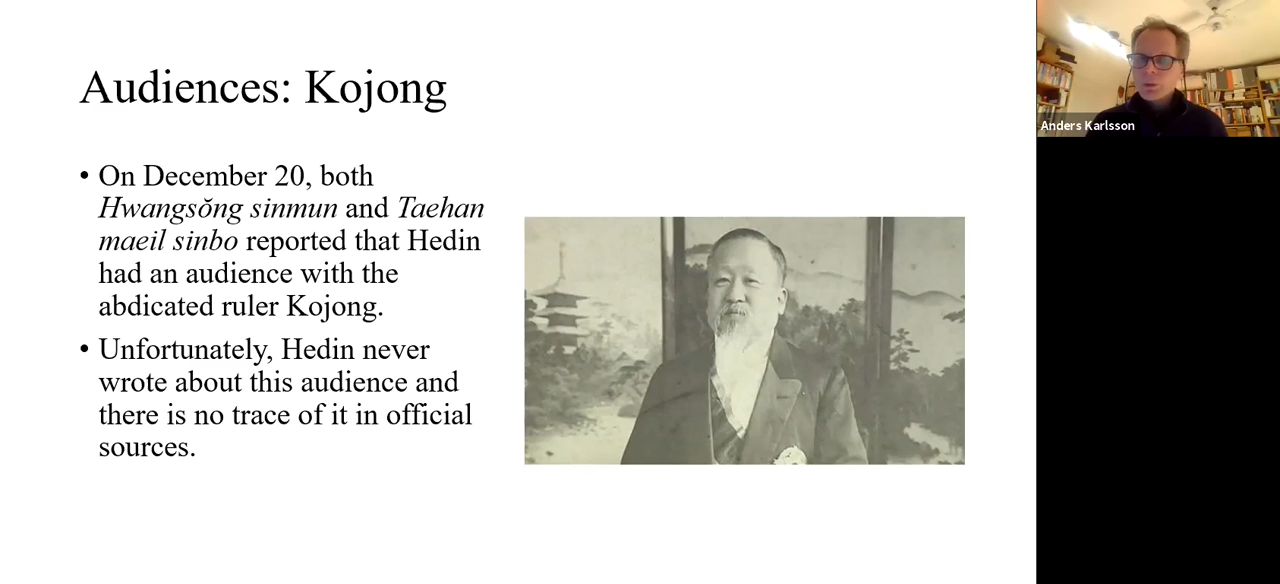 Audiences: Kojong
• On December 20, both
Hwangsŏng sinmun and Taehan
maeil sinbo reported that Hedin
had an audience with the
abdicated ruler Kojong.
• Unfortunately, Hedin never
wrote about this audience and
there is no trace of it in official
sources.
Anders Karlsson